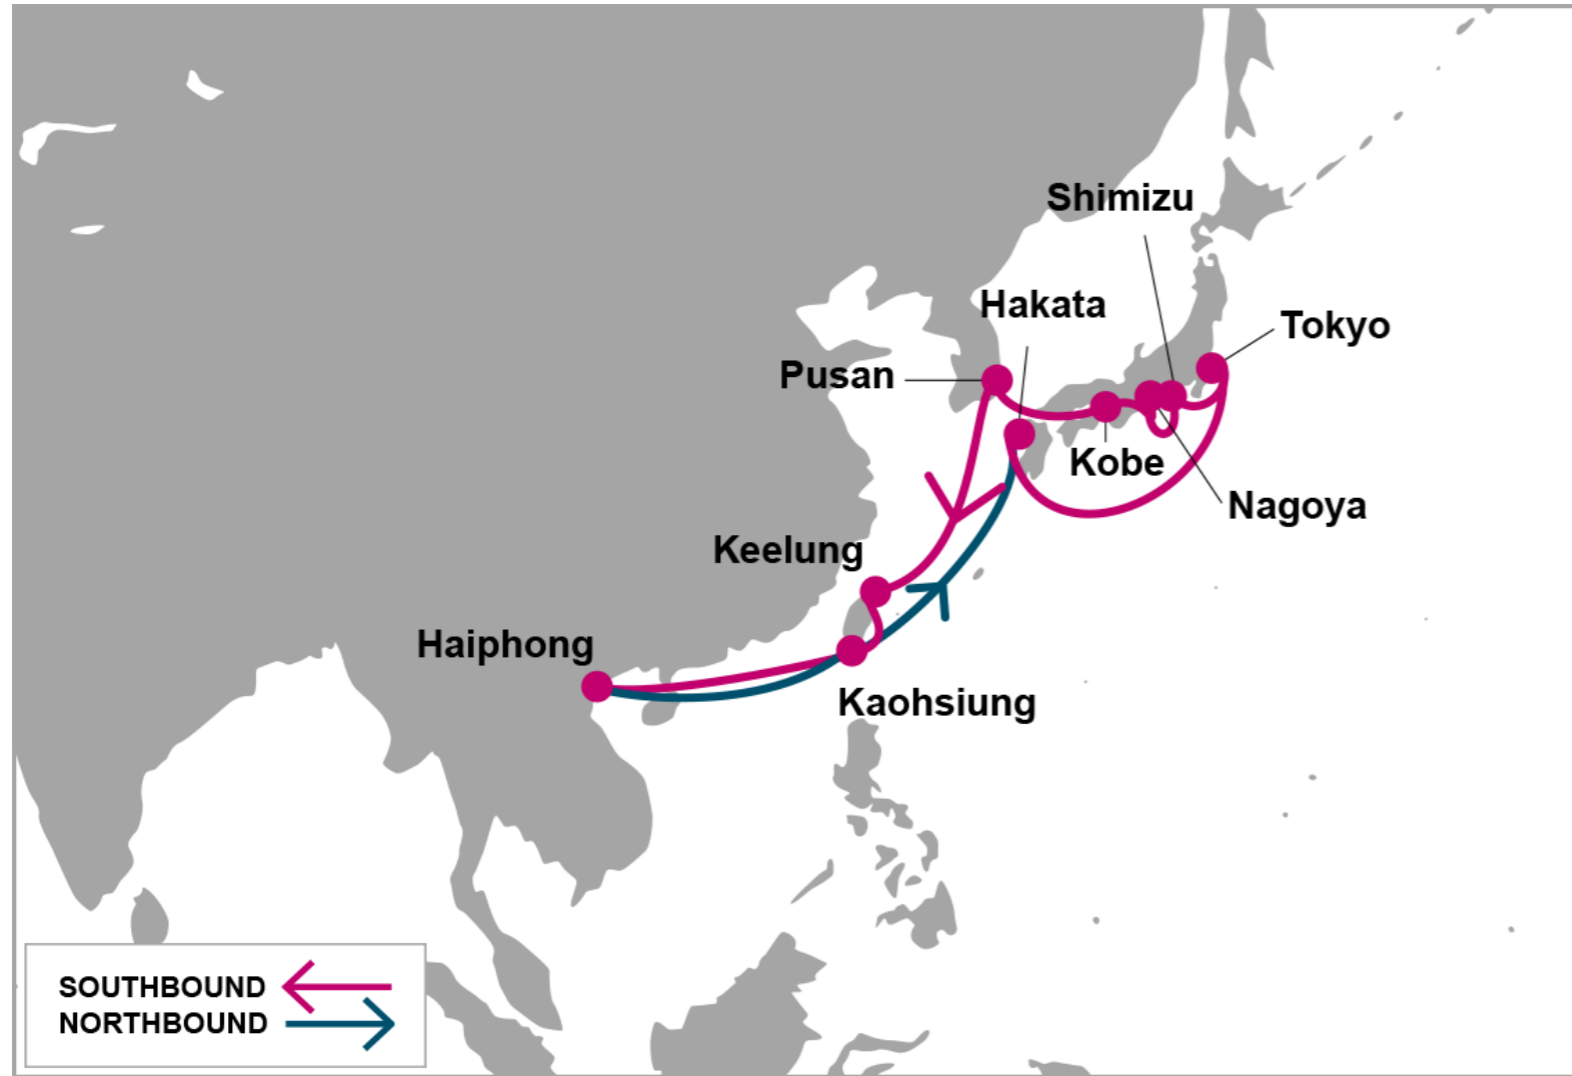 Shimizu
Hakata
Tokyo
Pusan
Kobe
Nagoya
Keelung
Haiphong
Kaohsiung
SOUTHBOUND
NORTHBOUND